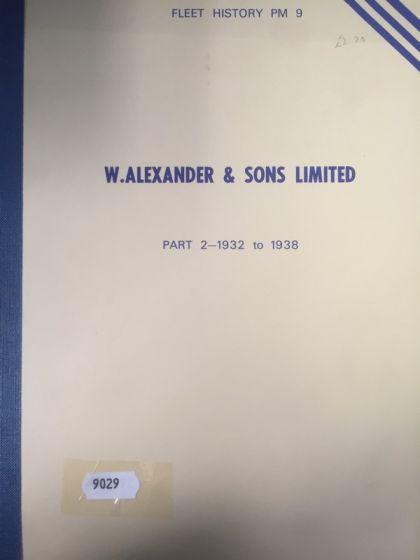 FLEET HISTORY PM 9
W.ALEXANDER & SONS LIMITED
PART 2—1932 to 1938
9029